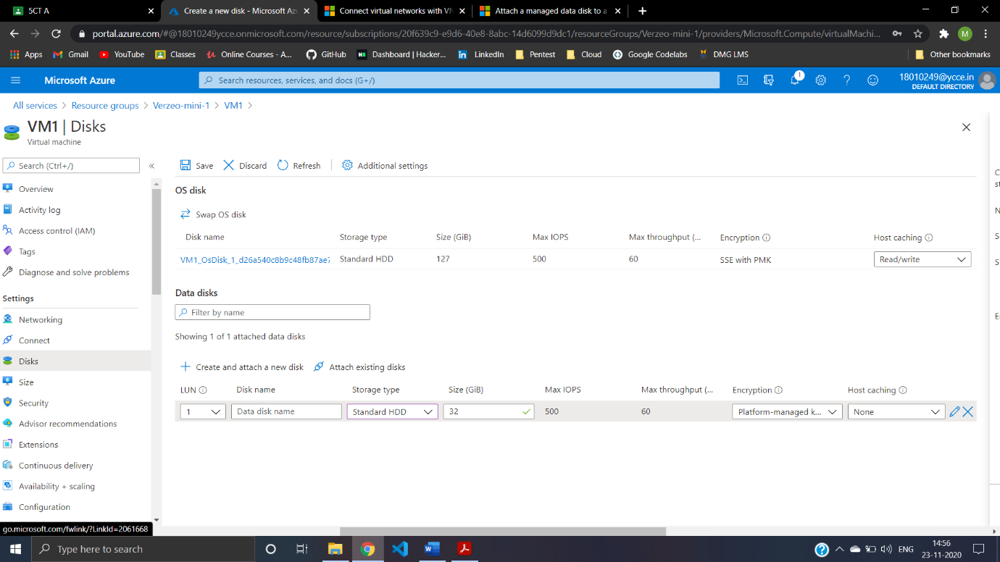 5CT A
Create a new disk - Microsoft Az
Connect virtual networks with VN
Attach a managed data disk to a
portal.azure.com/#@18010249ycce.onmicrosoft.com/resource/subscriptions/20f639c9-e9d6-40e8-8abc-14d6099d9dc1/resourceGroups/Verzeo-mini-1/providers/Microsoft.Compute/virtualMachi...
M
Apps Gmail YouTube Classes Online Courses - A... GitHub Dashboard | Hacker... LinkedIn Pentest Cloud Google Codelabs DMG LMS Other bookmarks
Microsoft Azure
Search resources, services, and docs (G+/)
1
18010249@ycce.in
DEFAULT DIRECTORY
All services > Resource groups > Verzeo-mini-1 > VM1 >
VM1 | Disks
Virtual machine
Search (Ctrl+/)
Overview
Activity log
Access control (IAM)
Tags
Diagnose and solve problems
Settings
Networking
Connect
Disks
Size
Security
Advisor recommendations
Extensions
Continuous delivery
Availability + scaling
Configuration
go.microsoft.com/fwlink/?LinkId=2061668
Save Discard Refresh Additional settings
OS disk
Swap OS disk
Disk name Storage type Size (GiB) Max IOPS Max throughput (... Encryption Host caching
VM1_OsDisk_1_d26a540c8b9c48fb87ae7 Standard HDD 127 500 60 SSE with PMK Read/write
Data disks
Filter by name
Showing 1 of 1 attached data disks
Create and attach a new disk Attach existing disks
LUN Disk name Storage type Size (GiB) Max IOPS Max throughput (... Encryption Host caching
1 Data disk name Standard HDD 32 500 60 Platform-managed k... None
Type here to search
ENG
14:56
23-11-2020